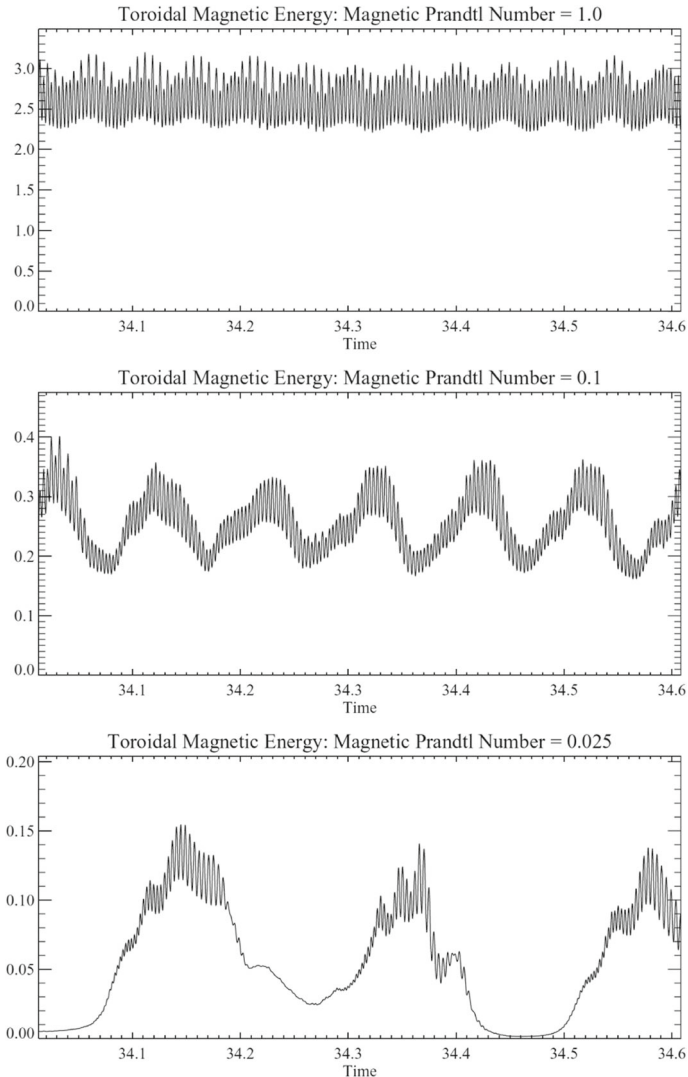 Toroidal Magnetic Energy: Magnetic Prandtl Number = 1.0
3.0
2.5
2.0
1.5
1.0
0.5
0.0
34.1 34.2 34.3 34.4 34.5 34.6
Time
Toroidal Magnetic Energy: Magnetic Prandtl Number = 0.1
0.4
0.3
0.2
0.1
0.0
34.1 34.2 34.3 34.4 34.5 34.6
Time
Toroidal Magnetic Energy: Magnetic Prandtl Number = 0.025
0.20
0.15
0.10
0.05
0.00
34.1 34.2 34.3 34.4 34.5 34.6
Time